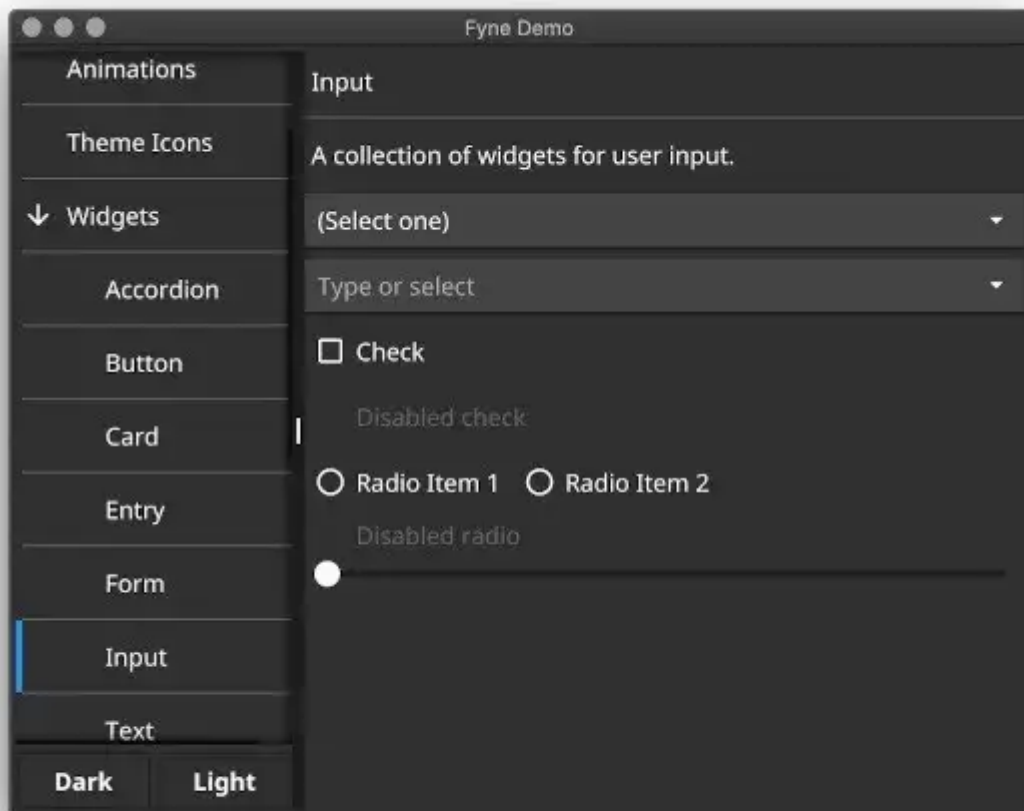 Fyne Demo
Animations
Theme Icons
Widgets
Accordion
Button
Card
Entry
Form
Input
Text
Dark Light
Input
A collection of widgets for user input.
(Select one)
Type or select
Check
Disabled check
Radio Item 1 Radio Item 2
Disabled radio